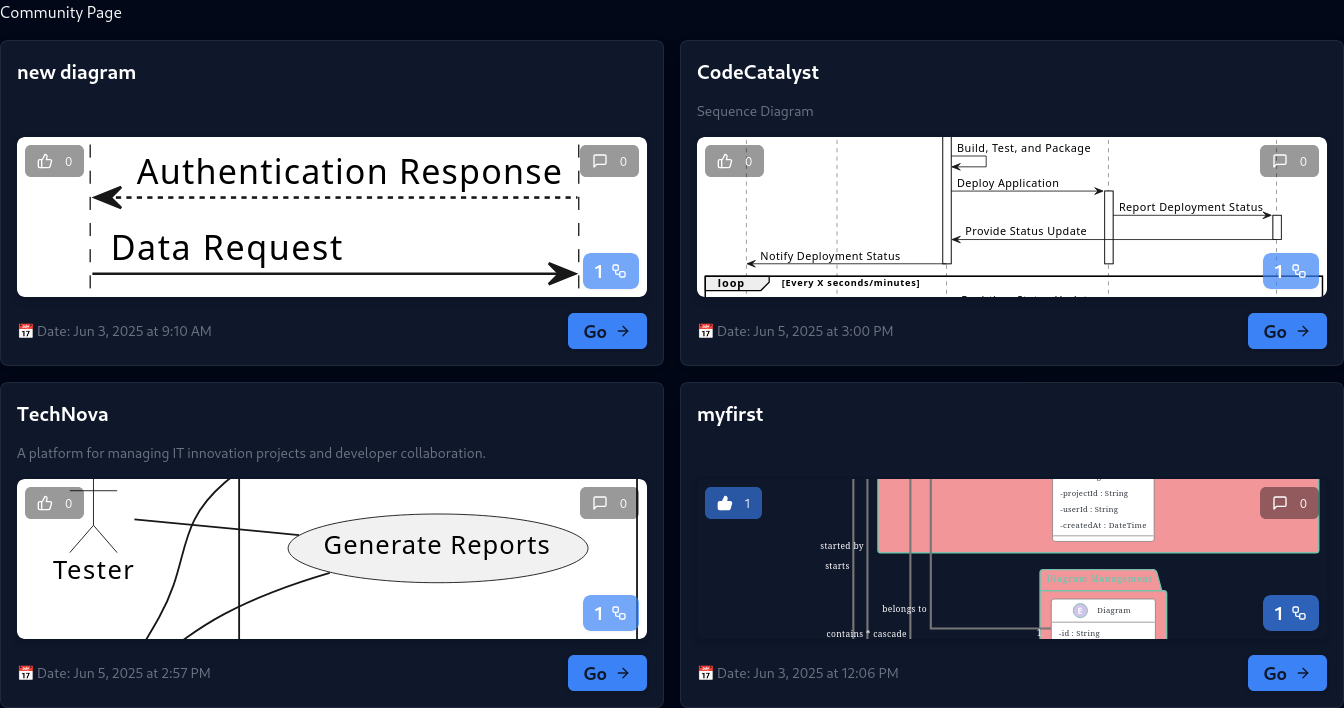 Community Page
new diagram
0
0
Authentication Response
Data Request
1
Date: Jun 3, 2025 at 9:10 AM
Go
CodeCatalyst
Sequence Diagram
0
0
Build, Test, and Package
Deploy Application
Report Deployment Status
Provide Status Update
Notify Deployment Status
1
loop [Every X seconds/minutes]
Date: Jun 5, 2025 at 3:00 PM
Go
TechNova
A platform for managing IT innovation projects and developer collaboration.
0
0
Generate Reports
Tester
1
Date: Jun 5, 2025 at 2:57 PM
Go
myfirst
1
0
-projectId : String
-userId : String
-createdAt : DateTime
started by
starts
Diagram Management
belongs to
E Diagram
1
contains * cascade
-id : String
Date: Jun 3, 2025 at 12:06 PM
Go